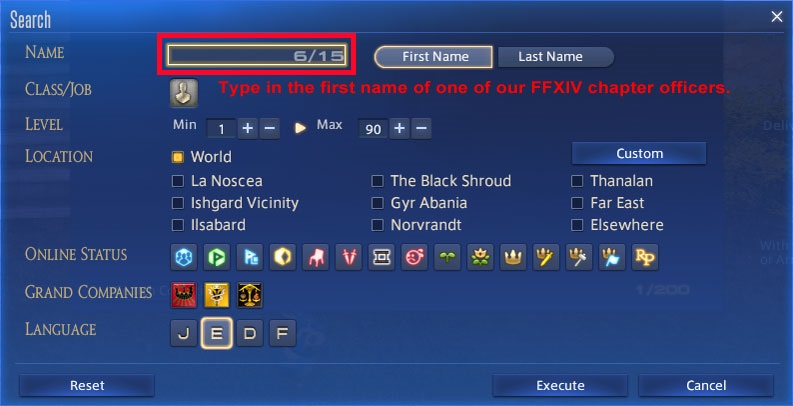 Search
NAME 6/15 First Name Last Name
CLASS/JOB Type in the first name of one of our FFXIV chapter officers.
LEVEL Min 1 + − Max 90 + −
LOCATION World Custom
La Noscea The Black Shroud Thanalan
Ishgard Vicinity Gyr Abania Far East
Ilsabard Norvrandt Elsewhere
ONLINE STATUS RP
GRAND COMPANIES 1/200
LANGUAGE J E D F
Reset Execute Cancel